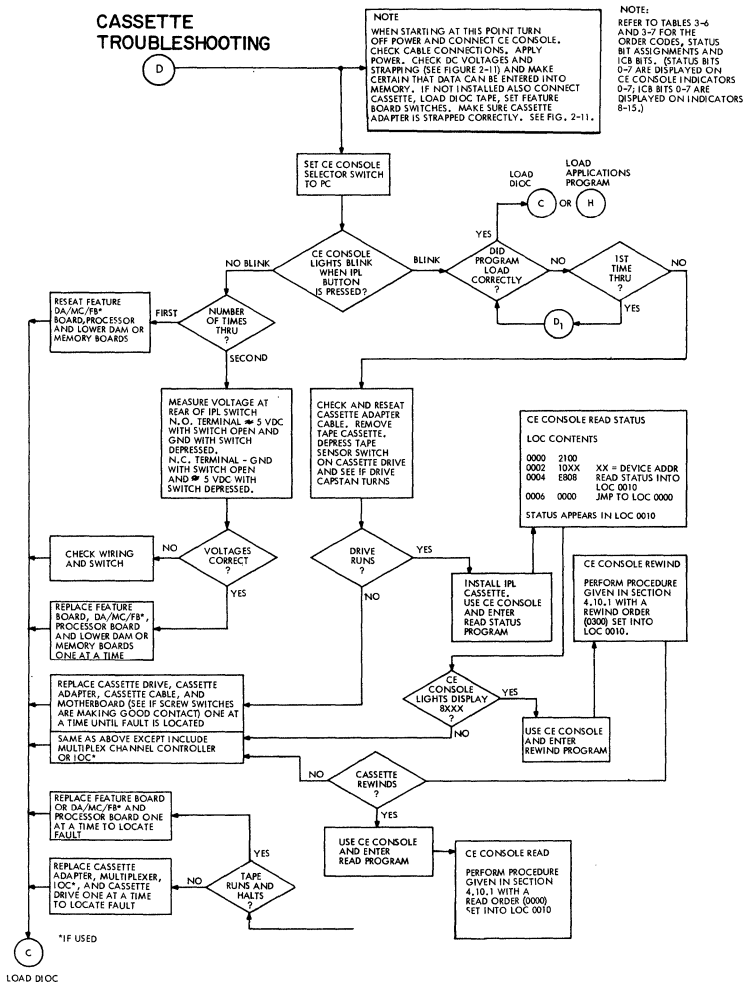 CASSETTE
TROUBLESHOOTING
D
NOTE
WHEN STARTING AT THIS POINT TURN
OFF POWER AND CONNECT CE CONSOLE.
CHECK CABLE CONNECTIONS. APPLY
POWER. CHECK DC VOLTAGES AND
STRAPPING (SEE FIGURE 2-11) AND MAKE
CERTAIN THAT DATA CAN BE ENTERED INTO
MEMORY. IF NOT INSTALLED ALSO CONNECT
CASSETTE, LOAD DIOC TAPE, SET FEATURE
BOARD SWITCHES. MAKE SURE CASSETTE
ADAPTER IS STRAPPED CORRECTLY. SEE FIG. 2-11.
NOTE:
REFER TO TABLES 3-6
AND 3-7 FOR THE
ORDER CODES, STATUS
BIT ASSIGNMENTS AND
ICB BITS. (STATUS BITS
0-7 ARE DISPLAYED ON
CE CONSOLE INDICATORS
0-7; ICB BITS 0-7 ARE
DISPLAYED ON INDICATORS
8-15.)
SET CE CONSOLE
SELECTOR SWITCH
TO PC
LOAD
DIOC
LOAD
APPLICATIONS
PROGRAM
C OR H
YES
CE CONSOLE
LIGHTS BLINK
WHEN IPL
BUTTON
IS PRESSED?
NO BLINK
BLINK
DID
PROGRAM
LOAD
CORRECTLY
?
NO
1ST
TIME
THRU
?
NO
YES
D1
RESEAT FEATURE
DA/MC/FB*
BOARD,PROCESSOR
AND LOWER DAM OR
MEMORY BOARDS
FIRST
NUMBER
OF TIMES
THRU
?
SECOND
MEASURE VOLTAGE AT
REAR OF IPL SWITCH
N.O. TERMINAL ≈ 5 VDC
WITH SWITCH OPEN AND
GND WITH SWITCH
DEPRESSED.
N.C. TERMINAL - GND
WITH SWITCH OPEN
AND ≈ 5 VDC WITH
SWITCH DEPRESSED.
CHECK AND RESEAT
CASSETTE ADAPTER
CABLE. REMOVE
TAPE CASSETTE.
DEPRESS TAPE
SENSOR SWITCH
ON CASSETTE DRIVE
AND SEE IF DRIVE
CAPSTAN TURNS
CE CONSOLE READ STATUS
LOC CONTENTS
0000 2100
0002 10XX XX = DEVICE ADDR
0004 E808 READ STATUS INTO
LOC 0010
0006 0000 JMP TO LOC 0000
STATUS APPEARS IN LOC 0010
CHECK WIRING
AND SWITCH
NO
VOLTAGES
CORRECT
?
YES
DRIVE
RUNS
?
YES
NO
INSTALL IPL
CASSETTE.
USE CE CONSOLE
AND ENTER
READ STATUS
PROGRAM
CE CONSOLE REWIND
PERFORM PROCEDURE
GIVEN IN SECTION
4.10.1 WITH A
REWIND ORDER
(0300) SET INTO
LOC 0010.
REPLACE FEATURE
BOARD, DA/MC/FB*,
PROCESSOR BOARD
AND LOWER DAM OR
MEMORY BOARDS
ONE AT A TIME
REPLACE CASSETTE DRIVE, CASSETTE
ADAPTER, CASSETTE CABLE, AND
MOTHERBOARD (SEE IF SCREW SWITCHES
ARE MAKING GOOD CONTACT) ONE AT
A TIME UNTIL FAULT IS LOCATED
CE
CONSOLE
LIGHTS DISPLAY
8XXX
?
YES
NO
USE CE CONSOLE
AND ENTER
REWIND PROGRAM
SAME AS ABOVE EXCEPT INCLUDE
MULTIPLEX CHANNEL CONTROLLER
OR IOC*
NO
CASSETTE
REWINDS
?
YES
REPLACE FEATURE BOARD
OR DA/MC/FB* AND
PROCESSOR BOARD ONE
AT A TIME TO LOCATE
FAULT
USE CE CONSOLE
AND ENTER
READ PROGRAM
CE CONSOLE READ
PERFORM PROCEDURE
GIVEN IN SECTION
4.10.1 WITH A
READ ORDER (0000)
SET INTO LOC 0010
YES
REPLACE CASSETTE
ADAPTER, MULTIPLEXER,
IOC*, AND CASSETTE
DRIVE ONE AT A TIME
TO LOCATE FAULT
NO
TAPE
RUNS AND
HALTS
?
*IF USED
C
LOAD DIOC